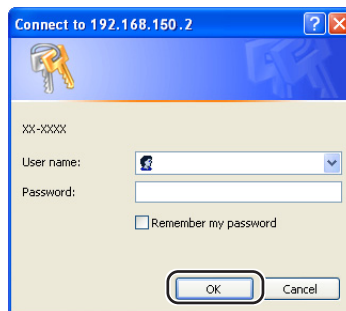 Connect to 192.168.150.2
XX-XXXX
User name:
Password:
Remember my password
OK Cancel